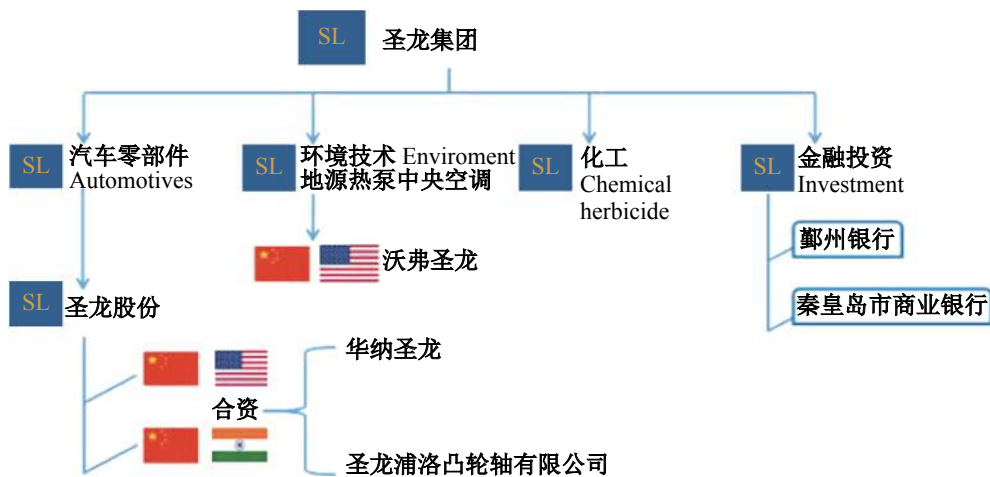 SL 圣龙集团
SL 汽车零部件
Automotives
SL 环境技术 Enviroment
地源热泵中央空调
SL 化工
Chemical
herbicide
SL 金融投资
Investment
鄞州银行
沃弗圣龙
SL 圣龙股份
秦皇岛市商业银行
华纳圣龙
合资
圣龙浦洛凸轮轴有限公司